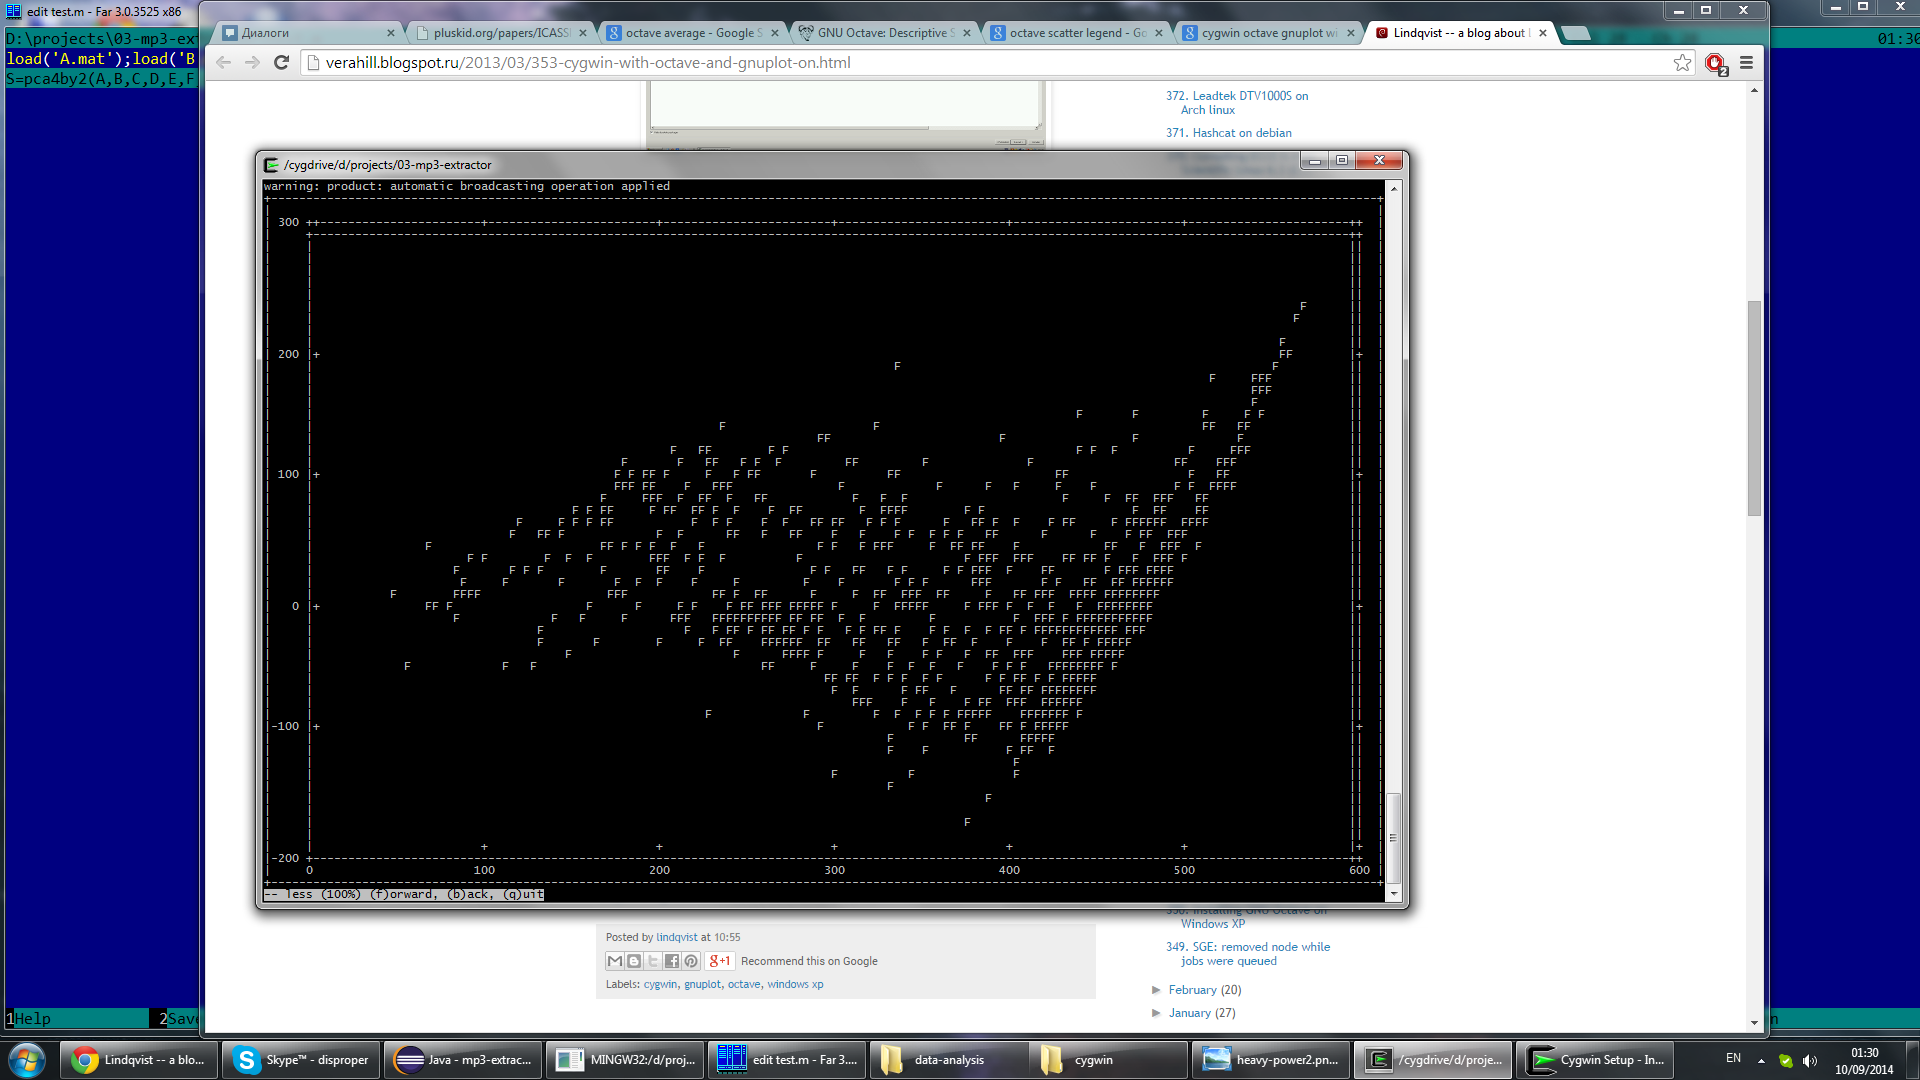 edit test.m - Far 3.0.3525 x86
D:\projects\03-mp3-ext
01:30
load('A.mat');load('B
S=pca4by2(A,B,C,D,E,F
1Help
2Save
Диалоги
pluskid.org/papers/ICASS
octave average - Google S
GNU Octave: Descriptive S
octave scatter legend - Go
cygwin octave gnuplot wi
Lindqvist -- a blog about L
verahill.blogspot.ru/2013/03/353-cygwin-with-octave-and-gnuplot-on.html
2
372. Leadtek DTV1000S on
Arch linux
371. Hashcat on debian
/cygdrive/d/projects/03-mp3-extractor
warning: product: automatic broadcasting operation applied
300
200
100
0
-100
-200
0 100 200 300 400 500 600
-- less (100%) (f)orward, (b)ack, (q)uit
350. Installing GNU Octave on
Windows XP
349. SGE: removed node while
jobs were queued
February (20)
January (27)
Posted by lindqvist at 10:55
g+1 Recommend this on Google
Labels: cygwin, gnuplot, octave, windows xp
Lindqvist -- a blo...
Skype™ - disproper
Java - mp3-extrac...
MINGW32:/d/proj...
edit test.m - Far 3....
data-analysis
cygwin
heavy-power2.pn...
/cygdrive/d/proje...
Cygwin Setup - In...
EN
01:30
10/09/2014